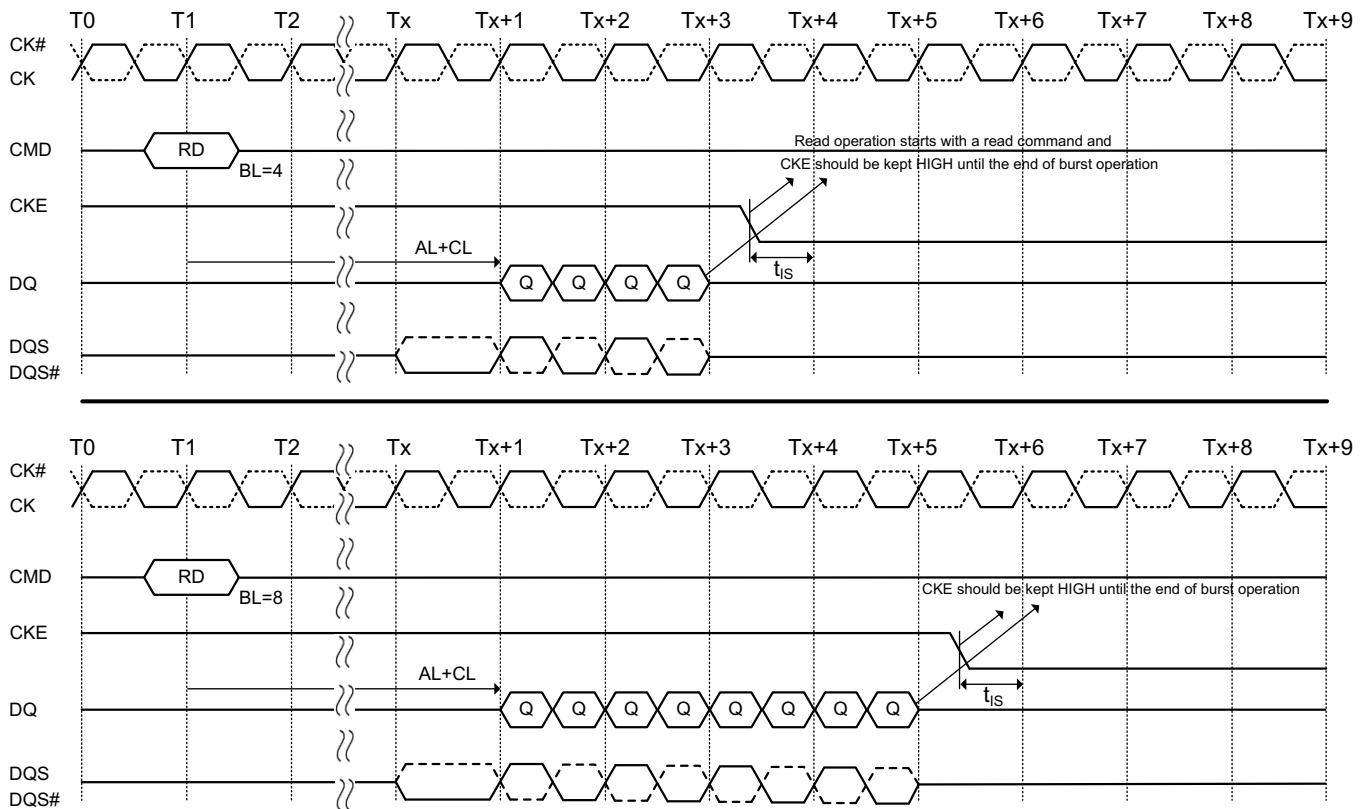 T0 T1 T2 Tx Tx+1 Tx+2 Tx+3 Tx+4 Tx+5 Tx+6 Tx+7 Tx+8 Tx+9
CK#
CK
CMD RD BL=4
Read operation starts with a read command and
CKE should be kept HIGH until the end of burst operation
CKE
AL+CL
tIS
DQ Q Q Q Q
DQS
DQS#
T0 T1 T2 Tx Tx+1 Tx+2 Tx+3 Tx+4 Tx+5 Tx+6 Tx+7 Tx+8 Tx+9
CK#
CK
CMD RD BL=8
CKE should be kept HIGH until the end of burst operation
CKE
AL+CL
tIS
DQ Q Q Q Q Q Q Q Q
DQS
DQS#